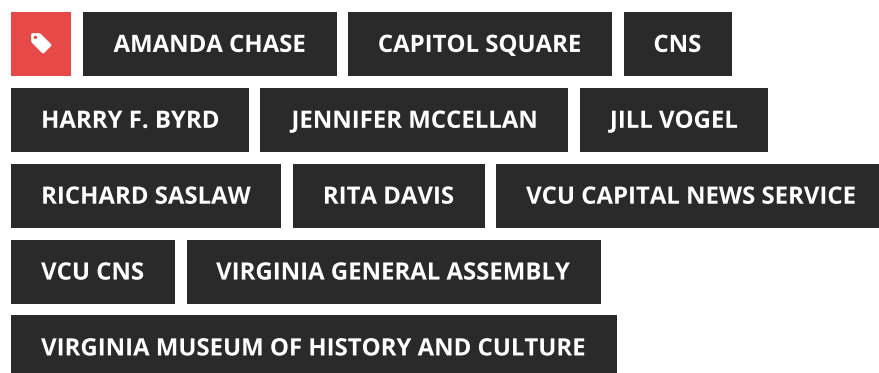 AMANDA CHASE CAPITOL SQUARE CNS
HARRY F. BYRD JENNIFER MCCELLAN JILL VOGEL
RICHARD SASLAW RITA DAVIS VCU CAPITAL NEWS SERVICE
VCU CNS VIRGINIA GENERAL ASSEMBLY
VIRGINIA MUSEUM OF HISTORY AND CULTURE